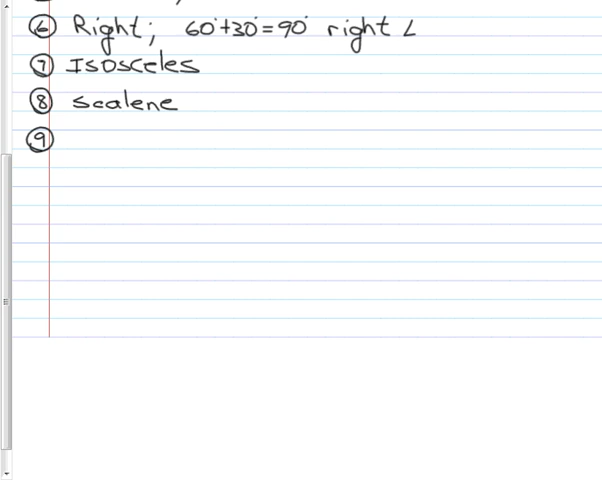 ⑥ Right; 60°+30°=90° right ∠
⑦ Isosceles
⑧ scalene
⑨